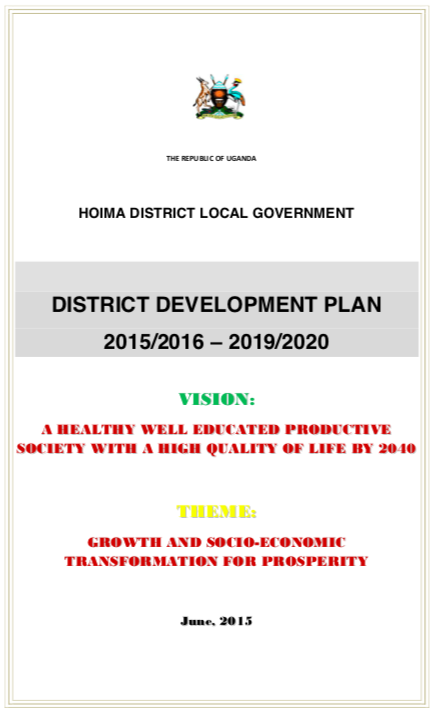 THE REPUBLIC OF UGANDA
HOIMA DISTRICT LOCAL GOVERNMENT
DISTRICT DEVELOPMENT PLAN
2015/2016 – 2019/2020
VISION:
A HEALTHY WELL EDUCATED PRODUCTIVE
SOCIETY WITH A HIGH QUALITY OF LIFE BY 2040
THEME:
GROWTH AND SOCIO-ECONOMIC
TRANSFORMATION FOR PROSPERITY
June, 2015